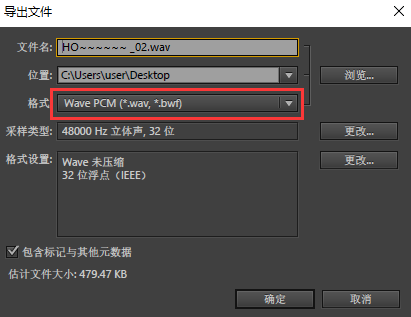 导出文件
文件名: HO~~~~~~ _02.wav
位置: C:\Users\user\Desktop 浏览...
格式 Wave PCM (*.wav, *.bwf)
采样类型: 48000 Hz 立体声, 32 位 更改...
格式设置: Wave 未压缩 更改...
32 位浮点（IEEE）
包含标记与其他元数据
估计文件大小: 479.47 KB
确定 取消